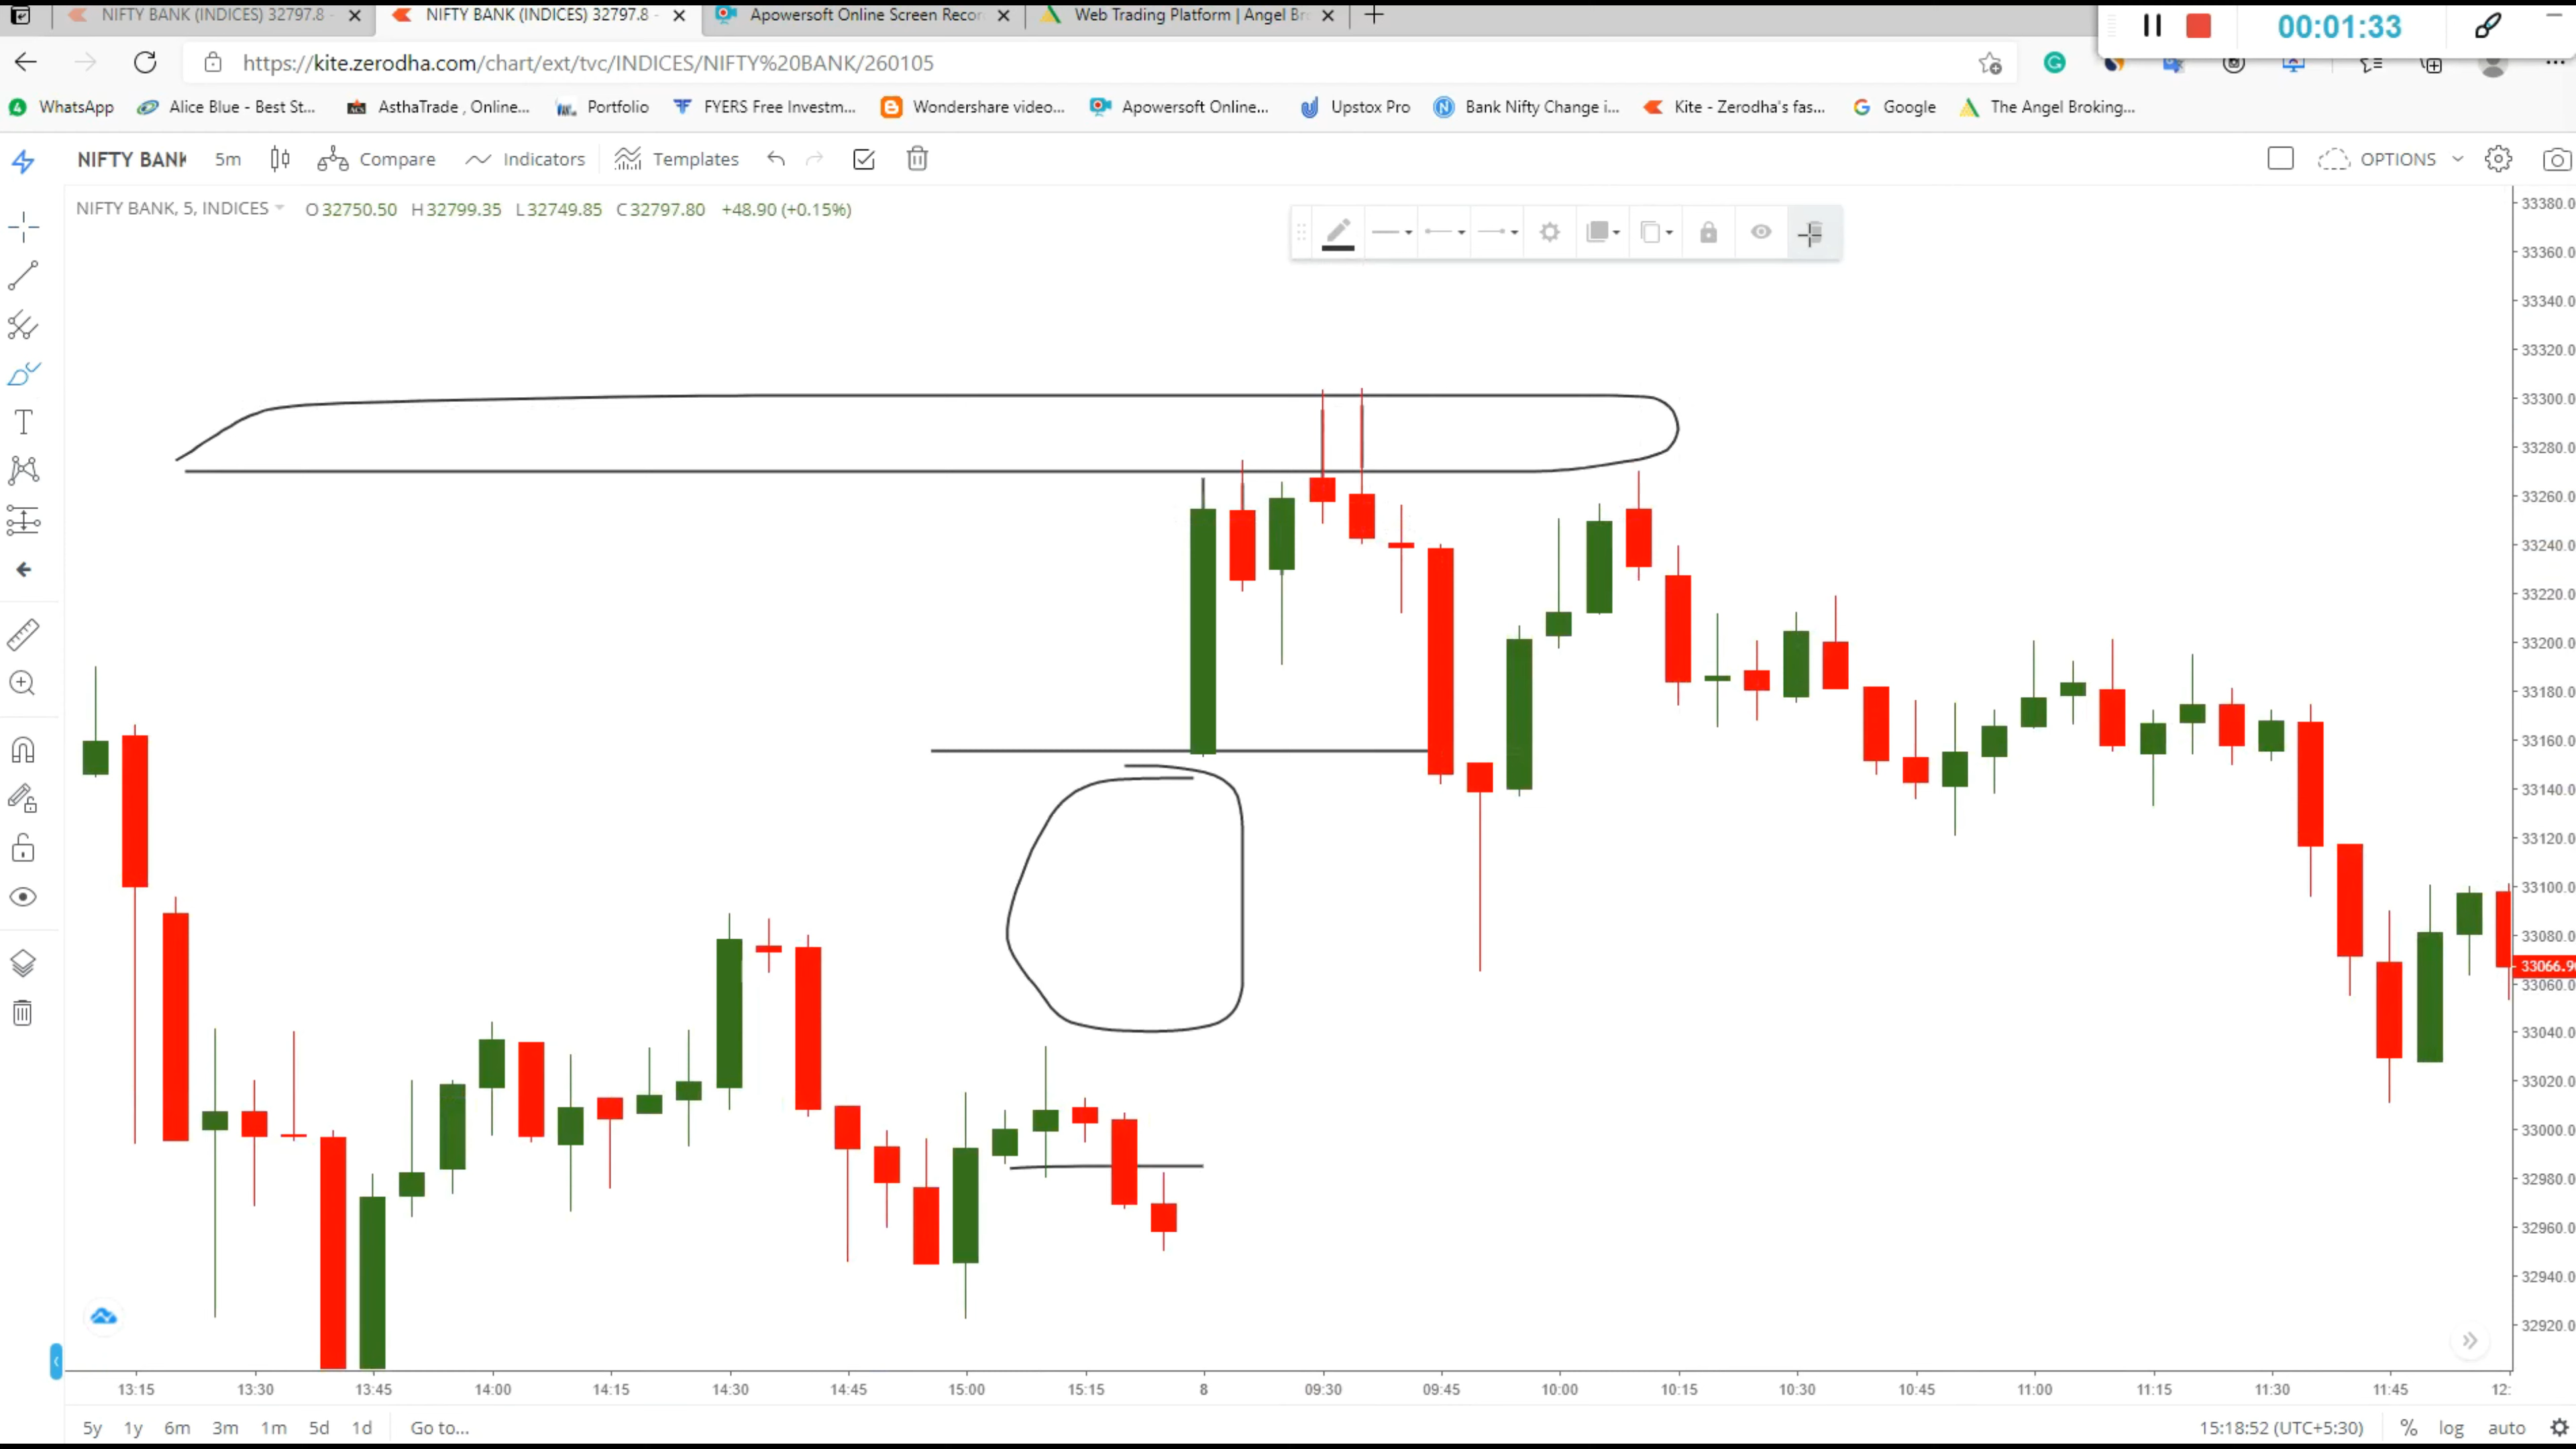 NIFTY BANK (INDICES) 32797.8 -
NIFTY BANK (INDICES) 32797.8 -
Apowersoft Online Screen Recor
Web Trading Platform | Angel Br
00:01:33
https://kite.zerodha.com/chart/ext/tvc/INDICES/NIFTY%20BANK/260105
WhatsApp
Alice Blue - Best St...
AsthaTrade , Online...
Portfolio
FYERS Free Investm...
Wondershare video...
Apowersoft Online...
Upstox Pro
Bank Nifty Change i...
Kite - Zerodha's fas...
Google
The Angel Broking...
NIFTY BANK 5m Compare Indicators Templates OPTIONS
NIFTY BANK, 5, INDICES O32750.50 H32799.35 L32749.85 C32797.80 +48.90 (+0.15%)
33380.0
33360.0
33340.0
33320.0
33300.0
33280.0
33260.0
33240.0
33220.0
33200.0
33180.0
33160.0
33140.0
33120.0
33100.0
33080.0
33066.9
33060.0
33040.0
33020.0
33000.0
32980.0
32960.0
32940.0
32920.0
13:15 13:30 13:45 14:00 14:15 14:30 14:45 15:00 15:15 8 09:30 09:45 10:00 10:15 10:30 10:45 11:00 11:15 11:30 11:45 12:
5y 1y 6m 3m 1m 5d 1d Go to... 15:18:52 (UTC+5:30) % log auto